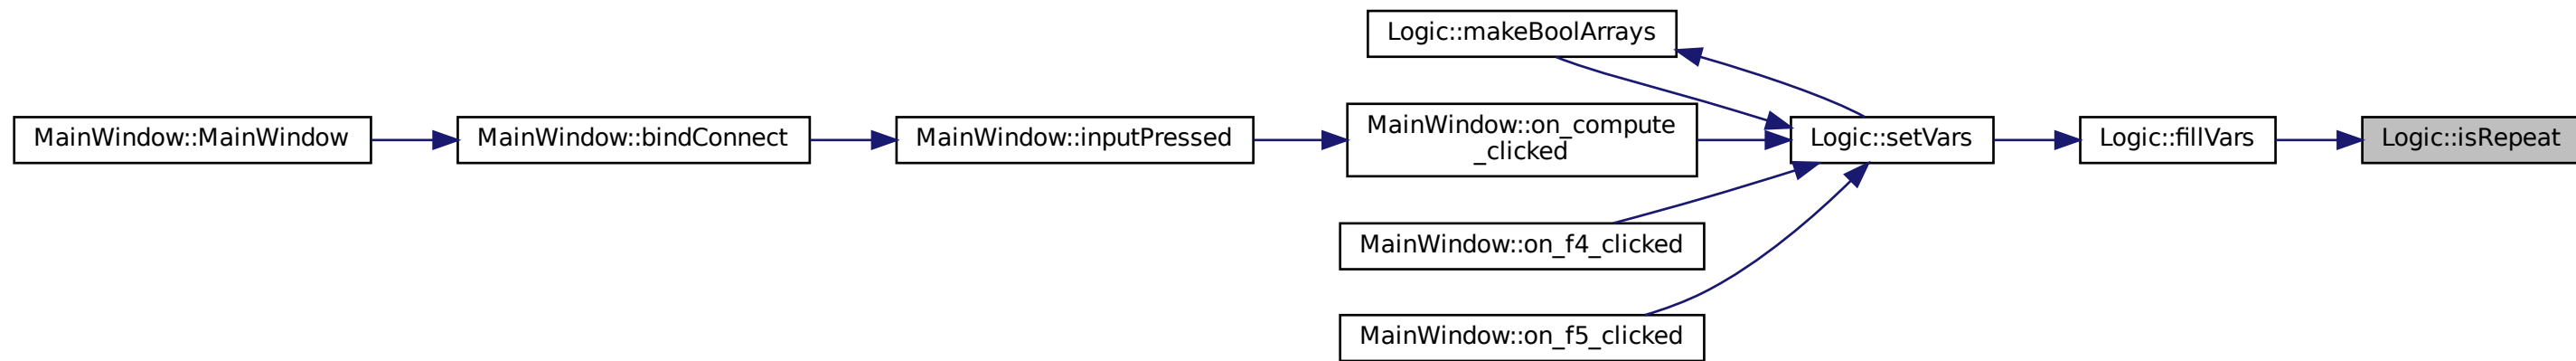 MainWindow::MainWindow
MainWindow::bindConnect
MainWindow::inputPressed
Logic::makeBoolArrays
MainWindow::on_compute
_clicked
MainWindow::on_f4_clicked
MainWindow::on_f5_clicked
Logic::setVars
Logic::fillVars
Logic::isRepeat